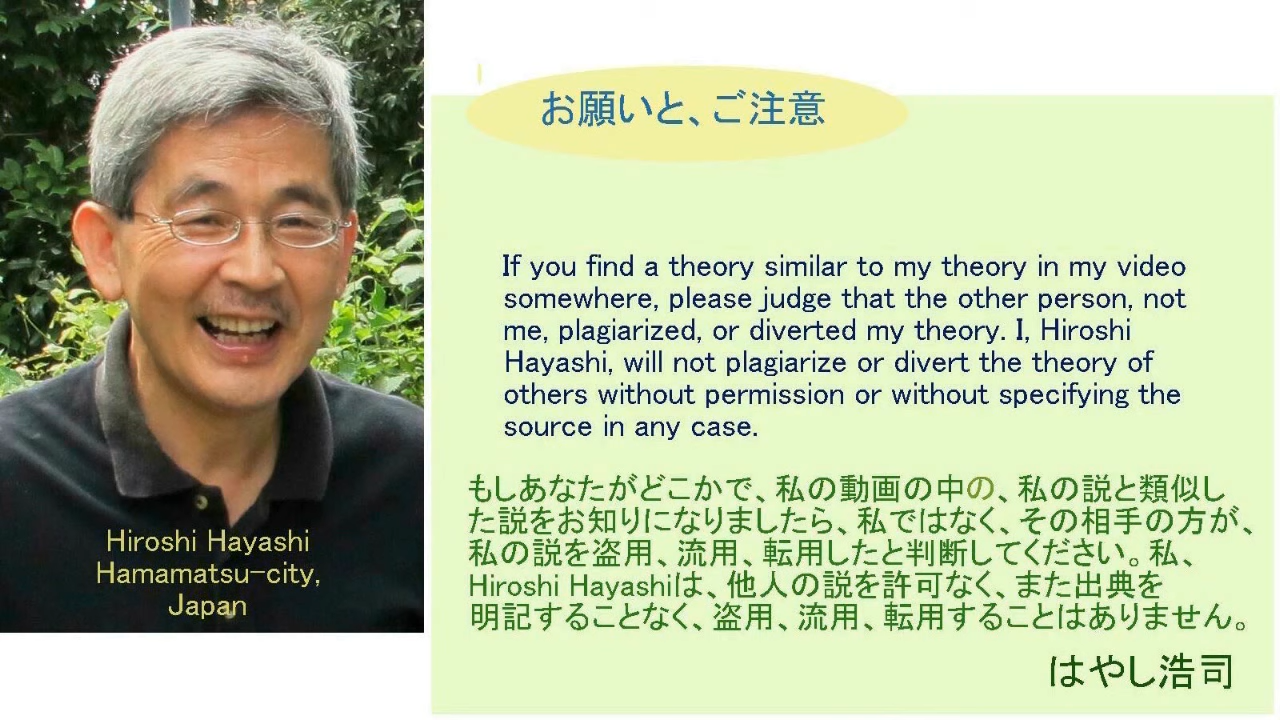 お願いと、ご注意
If you find a theory similar to my theory in my video
somewhere, please judge that the other person, not
me, plagiarized, or diverted my theory. I, Hiroshi
Hayashi, will not plagiarize or divert the theory of
others without permission or without specifying the
source in any case.
もしあなたがどこかで、私の動画の中の、私の説と類似し
た説をお知りになりましたら、私ではなく、その相手の方が、
私の説を盗用、流用、転用したと判断してください。私、
Hiroshi Hayashiは、他人の説を許可なく、また出典を
明記することなく、盗用、流用、転用することはありません。
はやし浩司
Hiroshi Hayashi
Hamamatsu-city,
Japan